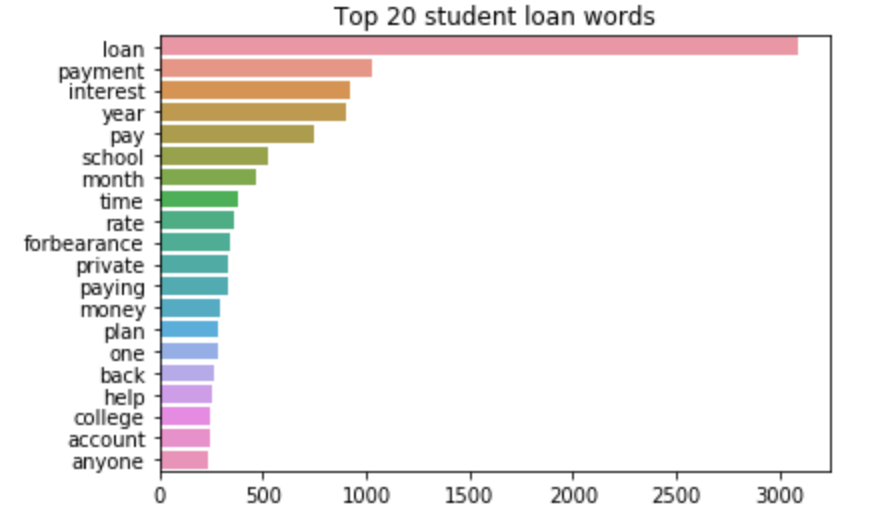 Top 20 student loan words
loan
payment
interest
year
pay
school
month
time
rate
forbearance
private
paying
money
plan
one
back
help
college
account
anyone
0 500 1000 1500 2000 2500 3000